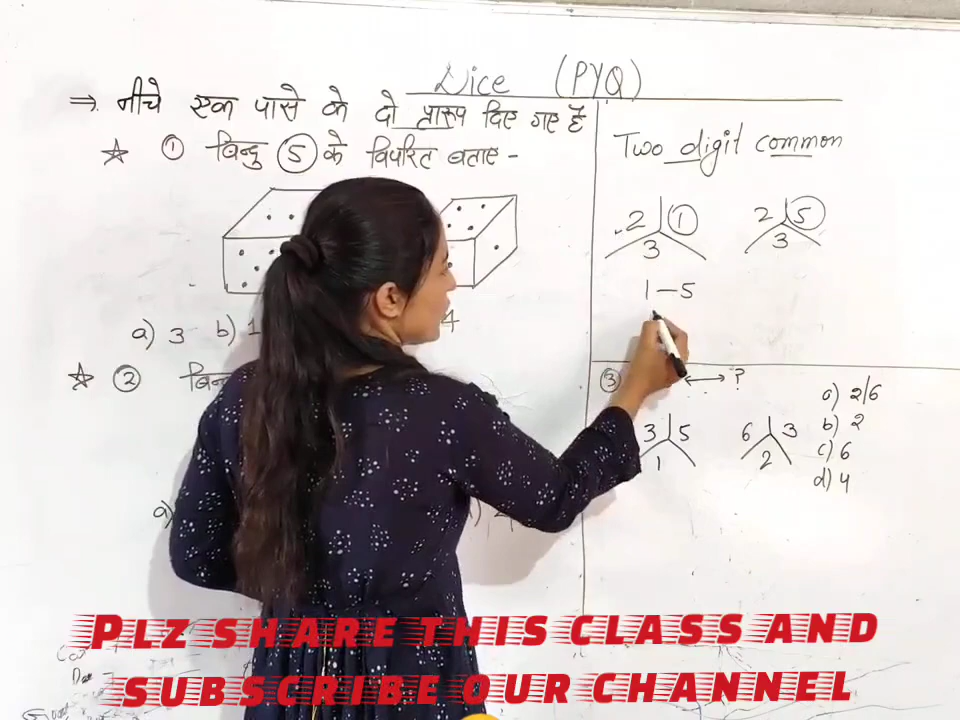 Dice (PYQ)
⇒ नीचे एक पासे के दो प्रारूप दिए गए हैं
☆ ① बिन्दु ⑤ के विपरित बताए -
a) 3 b) 1 4
☆ ②
a)
Two digit common
2 ① 3
2 ⑤ 3
1 — 5
③ ⟷ ?
3 5 1
6 3 2
a) 2/6
b) 2
c) 6
d) 4
PLZ SHARE THIS CLASS AND
SUBSCRIBE OUR CHANNEL